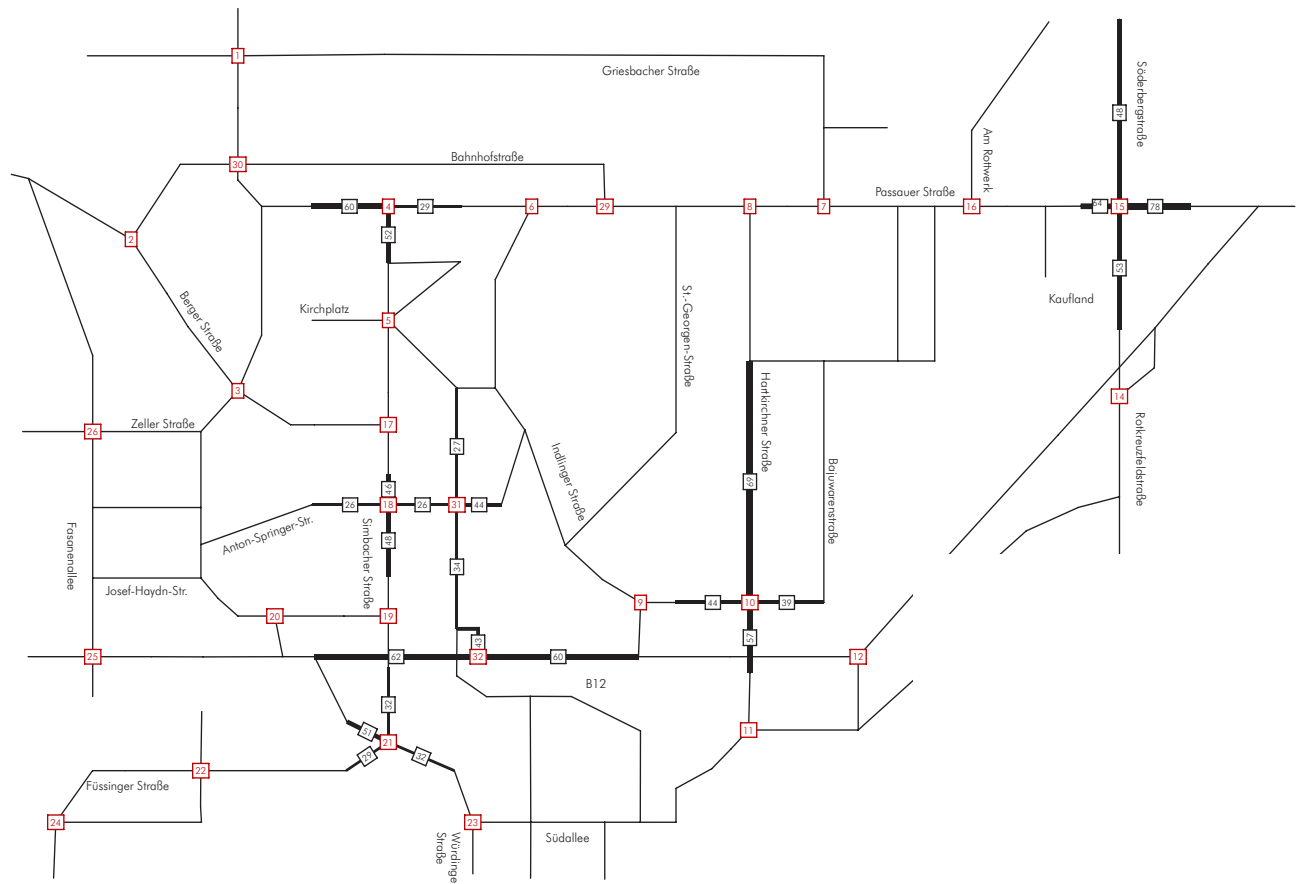 1
Griesbacher Straße
Söderbergstraße
48
Am Rottwerk
30
Bahnhofstraße
Passauer Straße
60
4
29
6
29
8
7
16
64
15
78
2
52
53
Kaufland
Berger Straße
Kirchplatz
5
St.-Georgen-Straße
3
14
Zeller Straße
26
17
Hartkirchner Straße
Rotkreuzfeldstraße
27
Indlinger Straße
Bajuwarenstraße
69
46
26
18
26
31
44
Anton-Springer-Str.
Simbacher Straße
48
Fasanenallee
34
Josef-Haydn-Str.
20
19
9
44
10
39
57
43
25
62
32
60
12
B12
32
51
21
29
32
11
22
Füssinger Straße
24
23
Würdinge
Straße
Südallee